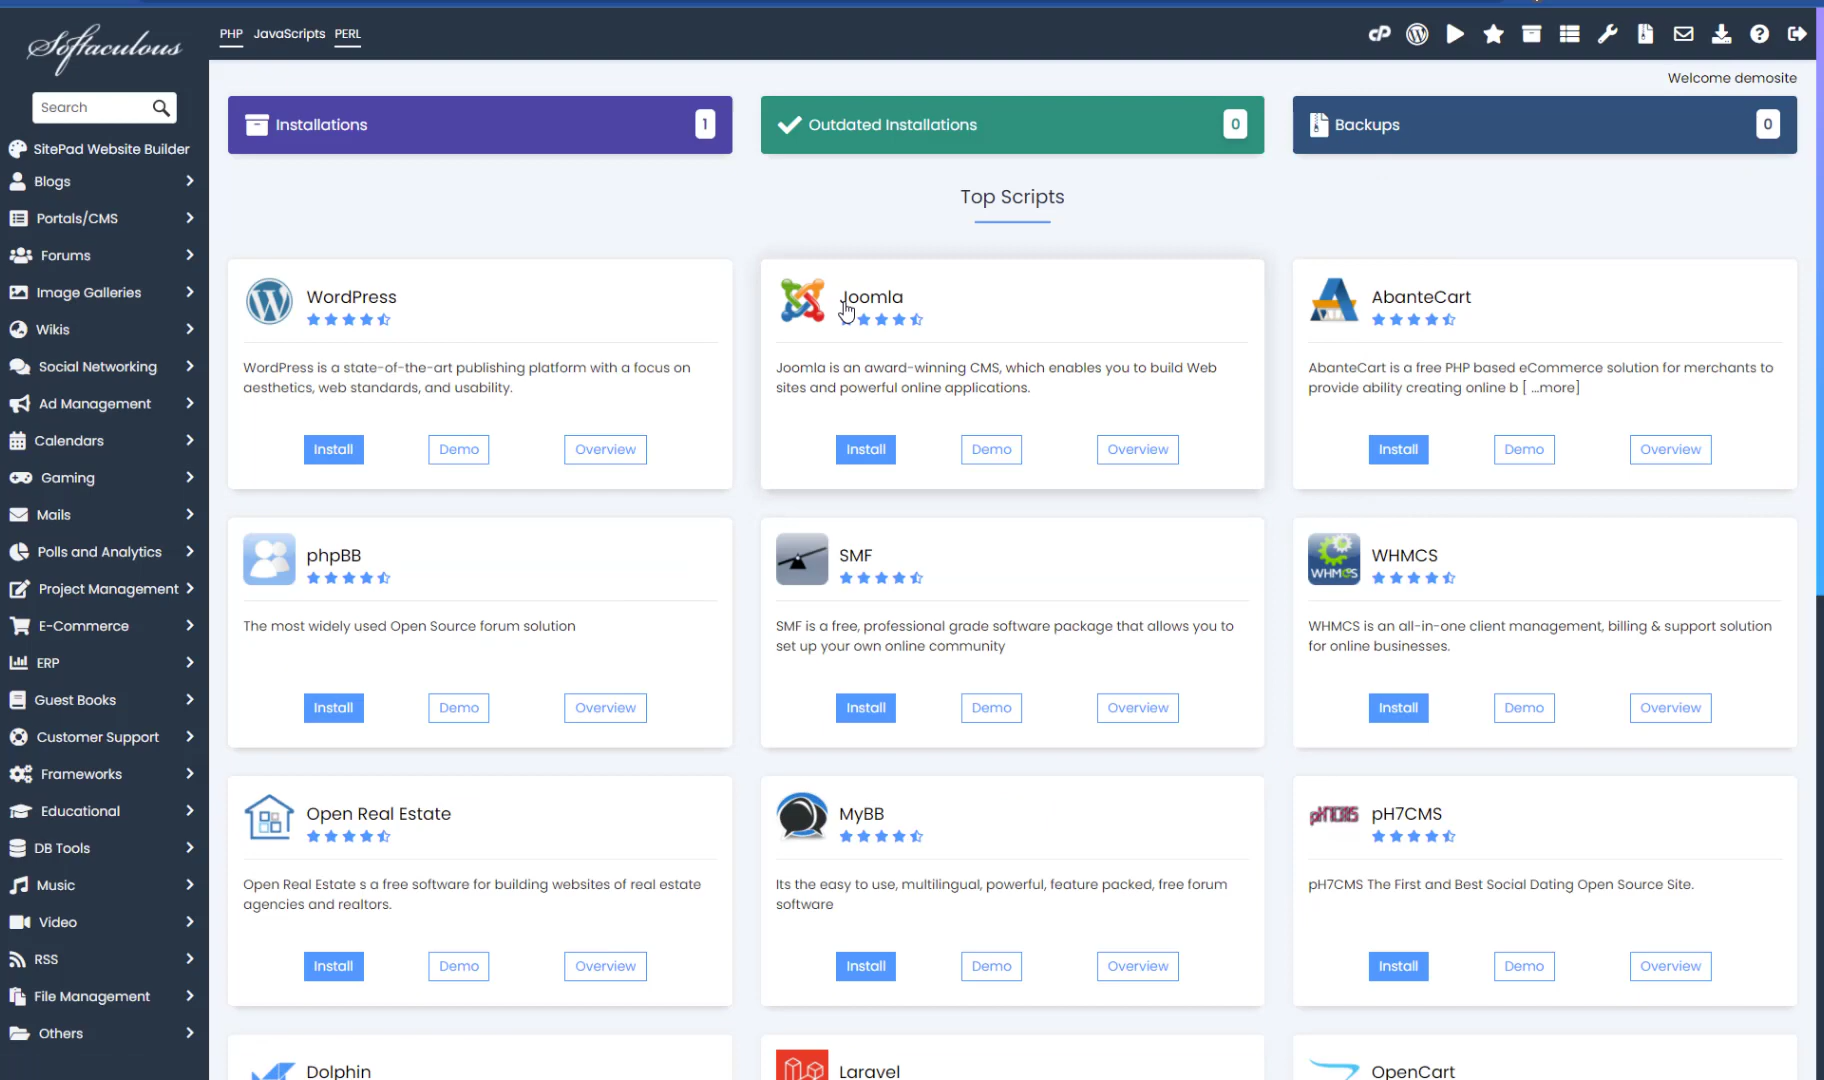 Softaculous
PHP JavaScripts PERL
cP
Welcome demosite
Search
SitePad Website Builder
Blogs
Portals/CMS
Forums
Image Galleries
Wikis
Social Networking
Ad Management
Calendars
Gaming
Mails
Polls and Analytics
Project Management
E-Commerce
ERP
Guest Books
Customer Support
Frameworks
Educational
DB Tools
Music
Video
RSS
File Management
Others
Installations 1
Outdated Installations 0
Backups 0
Top Scripts
WordPress
WordPress is a state-of-the-art publishing platform with a focus on
aesthetics, web standards, and usability.
Install Demo Overview
Joomla
Joomla is an award-winning CMS, which enables you to build Web
sites and powerful online applications.
Install Demo Overview
AbanteCart
AbanteCart is a free PHP based eCommerce solution for merchants to
provide ability creating online b [ ...more]
Install Demo Overview
phpBB
The most widely used Open Source forum solution
Install Demo Overview
SMF
SMF is a free, professional grade software package that allows you to
set up your own online community
Install Demo Overview
WHMCS
WHMCS
WHMCS is an all-in-one client management, billing & support solution
for online businesses.
Install Demo Overview
Open Real Estate
Open Real Estate s a free software for building websites of real estate
agencies and realtors.
Install Demo Overview
MyBB
Its the easy to use, multilingual, powerful, feature packed, free forum
software
Install Demo Overview
pH7CMS
pH7CMS
pH7CMS The First and Best Social Dating Open Source Site.
Install Demo Overview
Dolphin
Laravel
OpenCart